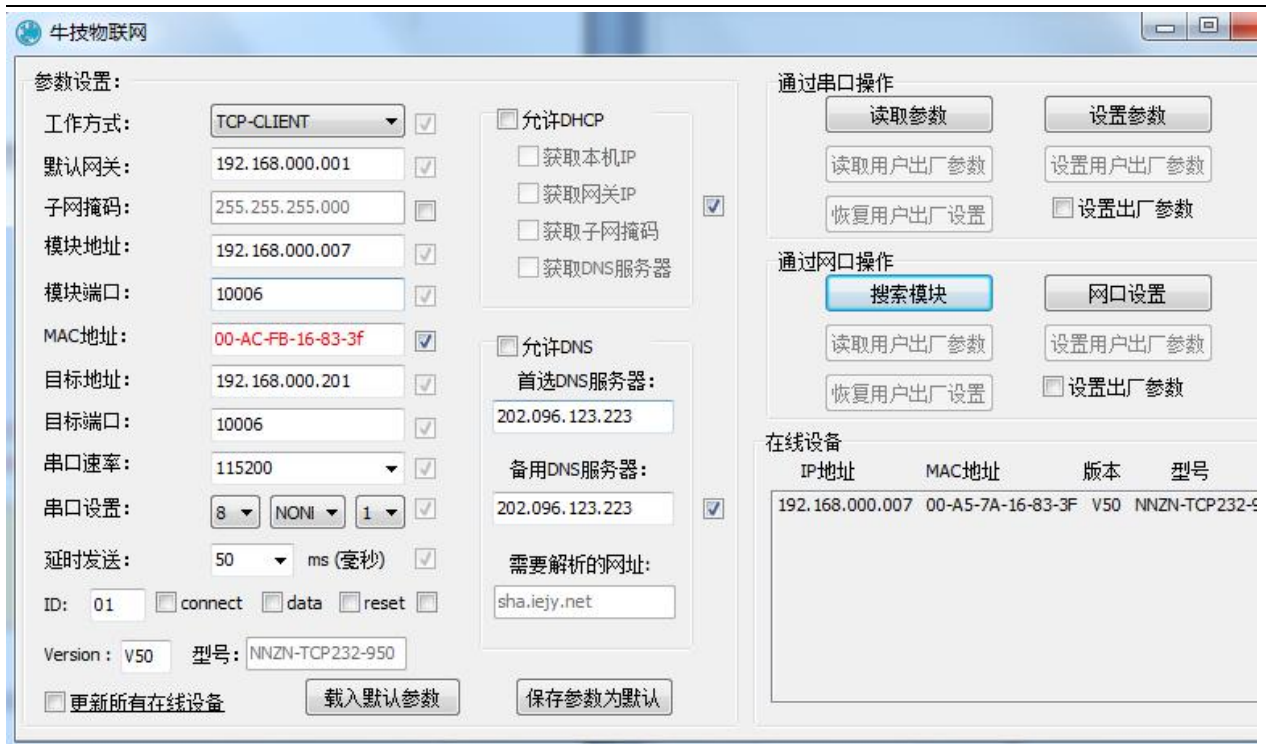 牛技物联网
参数设置：
工作方式： TCP-CLIENT
默认网关： 192.168.000.001
子网掩码： 255.255.255.000
模块地址： 192.168.000.007
模块端口： 10006
MAC地址： 00-AC-FB-16-83-3f
目标地址： 192.168.000.201
目标端口： 10006
串口速率： 115200
串口设置： 8 NONI 1
延时发送： 50 ms (毫秒)
ID: 01 connect data reset
Version : V50 型号： NNZN-TCP232-950
更新所有在线设备 载入默认参数 保存参数为默认
允许DHCP
获取本机IP
获取网关IP
获取子网掩码
获取DNS服务器
允许DNS
首选DNS服务器：
202.096.123.223
备用DNS服务器：
202.096.123.223
需要解析的网址:
sha.iejy.net
通过串口操作
读取参数 设置参数
读取用户出厂参数 设置用户出厂参数
恢复用户出厂设置 设置出厂参数
通过网口操作
搜索模块 网口设置
读取用户出厂参数 设置用户出厂参数
恢复用户出厂设置 设置出厂参数
在线设备
IP地址 MAC地址 版本 型号
192.168.000.007 00-A5-7A-16-83-3F V50 NNZN-TCP232-9